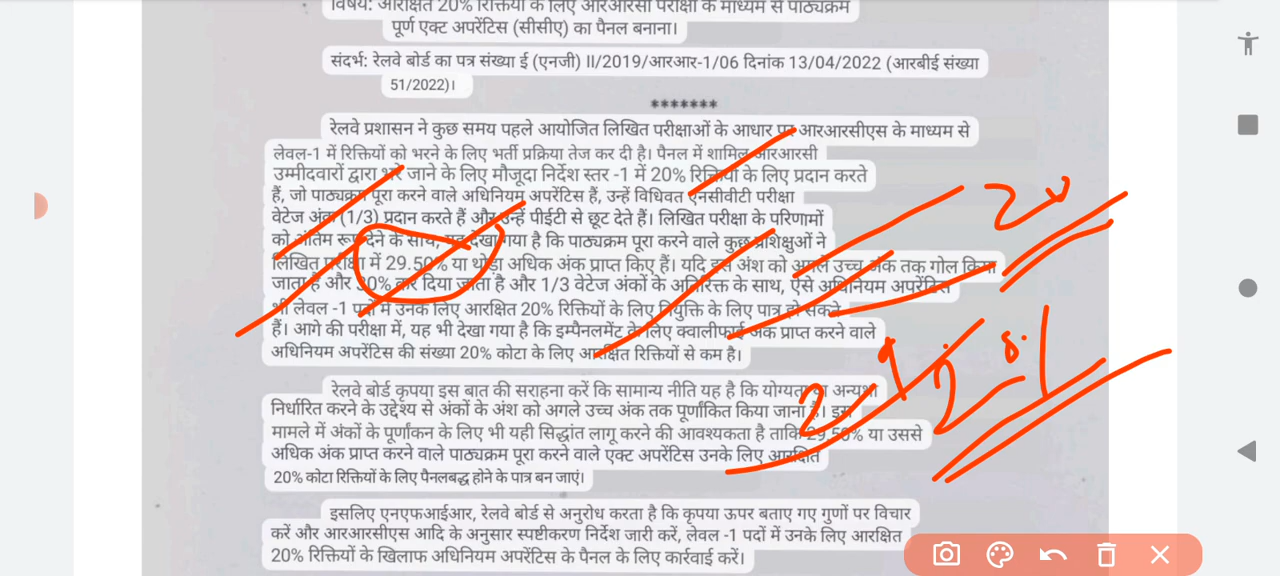 विषय: आरक्षित 20% रिक्तियों के लिए आरआरसी परीक्षा के माध्यम से पाठ्यक्रम
पूर्ण एक्ट अपरेंटिस (सीसीए) का पैनल बनाना।
संदर्भ: रेलवे बोर्ड का पत्र संख्या ई (एनजी) II/2019/आरआर-1/06 दिनांक 13/04/2022 (आरबीई संख्या
51/2022)।
*******
रेलवे प्रशासन ने कुछ समय पहले आयोजित लिखित परीक्षाओं के आधार पर आरआरसीएस के माध्यम से
लेवल-1 में रिक्तियों को भरने के लिए भर्ती प्रक्रिया तेज कर दी है। पैनल में शामिल आरआरसी
उम्मीदवारों द्वारा भरे जाने के लिए मौजूदा निर्देश स्तर -1 में 20% रिक्तियों के लिए प्रदान करते
हैं, जो पाठ्यक्रम पूरा करने वाले अधिनियम अपरेंटिस हैं, उन्हें विधिवत एनसीवीटी परीक्षा
वेटेज अंक (1/3) प्रदान करते हैं और उन्हें पीईटी से छूट देते हैं। लिखित परीक्षा के परिणामों
को अंतिम रूप देने के साथ, यह देखा गया है कि पाठ्यक्रम पूरा करने वाले कुछ प्रशिक्षुओं ने
लिखित परीक्षा में 29.50% या थोड़ा अधिक अंक प्राप्त किए हैं। यदि इस अंश को अगले उच्च अंक तक गोल किया
जाता है और 30% कर दिया जाता है और 1/3 वेटेज अंकों के अतिरिक्त के साथ, ऐसे अधिनियम अपरेंटिस
भी लेवल -1 पदों में उनके लिए आरक्षित 20% रिक्तियों के लिए नियुक्ति के लिए पात्र हो सकते
हैं। आगे की परीक्षा में, यह भी देखा गया है कि इम्पैनलमेंट के लिए क्वालीफाई अंक प्राप्त करने वाले
अधिनियम अपरेंटिस की संख्या 20% कोटा के लिए आरक्षित रिक्तियों से कम है।
रेलवे बोर्ड कृपया इस बात की सराहना करें कि सामान्य नीति यह है कि योग्यता या अन्यथा
निर्धारित करने के उद्देश्य से अंकों के अंश को अगले उच्च अंक तक पूर्णांकित किया जाना है। इस
मामले में अंकों के पूर्णांकन के लिए भी यही सिद्धांत लागू करने की आवश्यकता है ताकि 29.50% या उससे
अधिक अंक प्राप्त करने वाले पाठ्यक्रम पूरा करने वाले एक्ट अपरेंटिस उनके लिए आरक्षित
20% कोटा रिक्तियों के लिए पैनलबद्ध होने के पात्र बन जाएं।
इसलिए एनएफआईआर, रेलवे बोर्ड से अनुरोध करता है कि कृपया ऊपर बताए गए गुणों पर विचार
करें और आरआरसीएस आदि के अनुसार स्पष्टीकरण निर्देश जारी करें, लेवल -1 पदों में उनके लिए आरक्षित
20% रिक्तियों के खिलाफ अधिनियम अपरेंटिस के पैनल के लिए कार्रवाई करें।